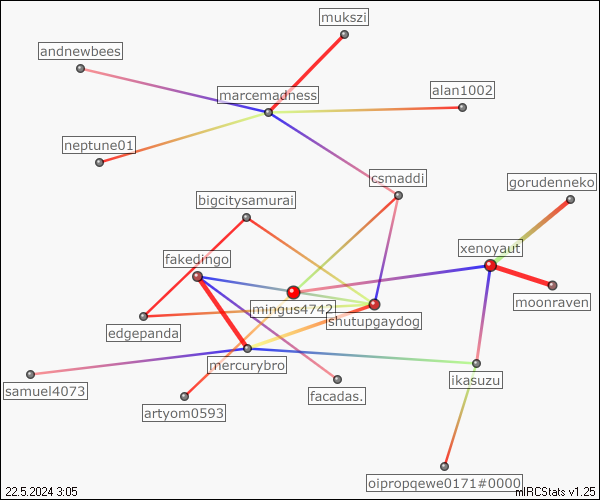 mukszi
andnewbees
marcemadness
alan1002
neptune01
csmaddi
gorudenneko
bigcitysamurai
xenoyaut
fakedingo
moonraven
mingus4742
shutupgaydog
edgepanda
mercurybro
ikasuzu
samuel4073
facadas.
artyom0593
oipropqewe0171#0000
22.5.2024 3:05
mIRCStats v1.25